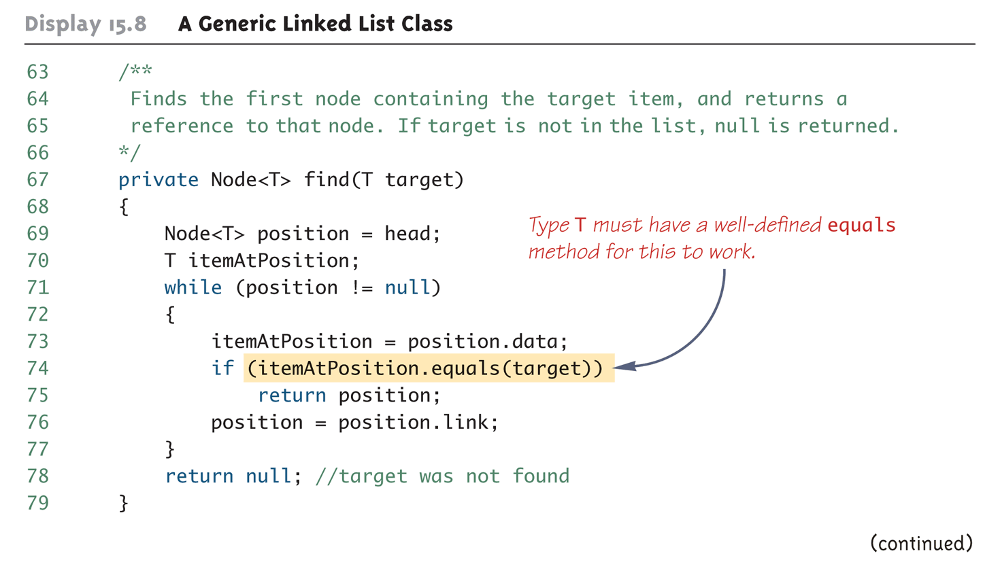 Display 15.8 A Generic Linked List Class
63 /**
64 Finds the first node containing the target item, and returns a
65 reference to that node. If target is not in the list, null is returned.
66 */
67 private Node<T> find(T target)
68 {
69 Node<T> position = head;
70 T itemAtPosition;
71 while (position != null)
72 {
73 itemAtPosition = position.data;
74 if (itemAtPosition.equals(target))
75 return position;
76 position = position.link;
77 }
78 return null; //target was not found
79 }
Type T must have a well-defined equals
method for this to work.
(continued)